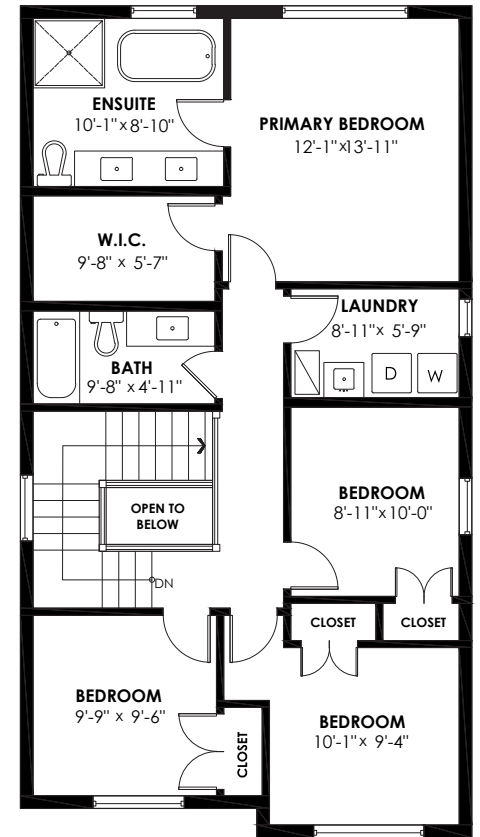 ENSUITE
10'-1" x 8'-10"
PRIMARY BEDROOM
12'-1" x 13'-11"
W.I.C.
9'-8" x 5'-7"
LAUNDRY
8'-11" x 5'-9"
D
W
BATH
9'-8" x 4'-11"
OPEN TO
BELOW
DN
BEDROOM
8'-11" x 10'-0"
CLOSET
CLOSET
BEDROOM
9'-9" x 9'-6"
CLOSET
BEDROOM
10'-1" x 9'-4"